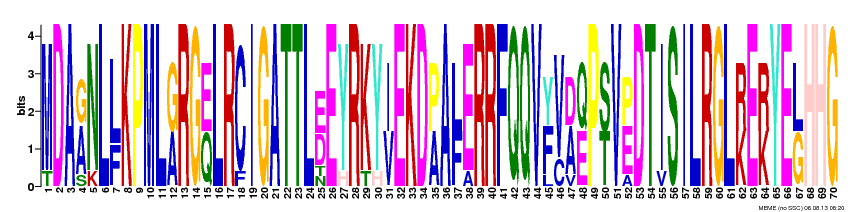 bits
4
3
2
1
0
MDAGNLLKPMLGRGELRCIGATTLEEYRKYIEKDPALERRFQQVYVDQPSVPDTISILRGLRERYELHHG
T A K F A Q F D H T H V A F A F C A E T E V K K G
S T L V A
N
1 2 3 4 5 6 7 8 9 10 11 12 13 14 15 16 17 18 19 20 21 22 23 24 25 26 27 28 29 30 31 32 33 34 35 36 37 38 39 40 41 42 43 44 45 46 47 48 49 50 51 52 53 54 55 56 57 58 59 60 61 62 63 64 65 66 67 68 69 70
MEME (no SSC) 06.08.13 06:20